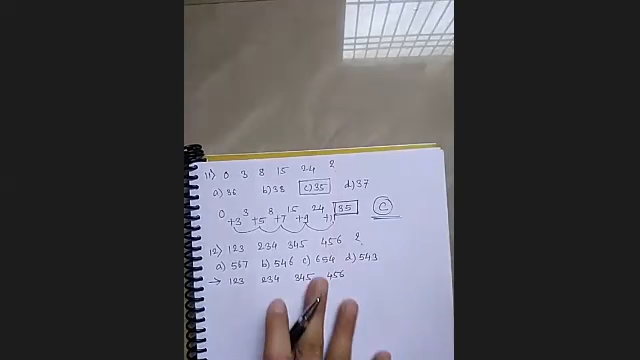 11) 0 3 8 15 24 ?
a) 36 b) 38 c) 35 d) 37
0 3 8 15 24 35 C
+3 +5 +7 +9 +11
12) 123 234 345 456 ?
a) 567 b) 546 c) 654 d) 543
→ 123 234 345 456